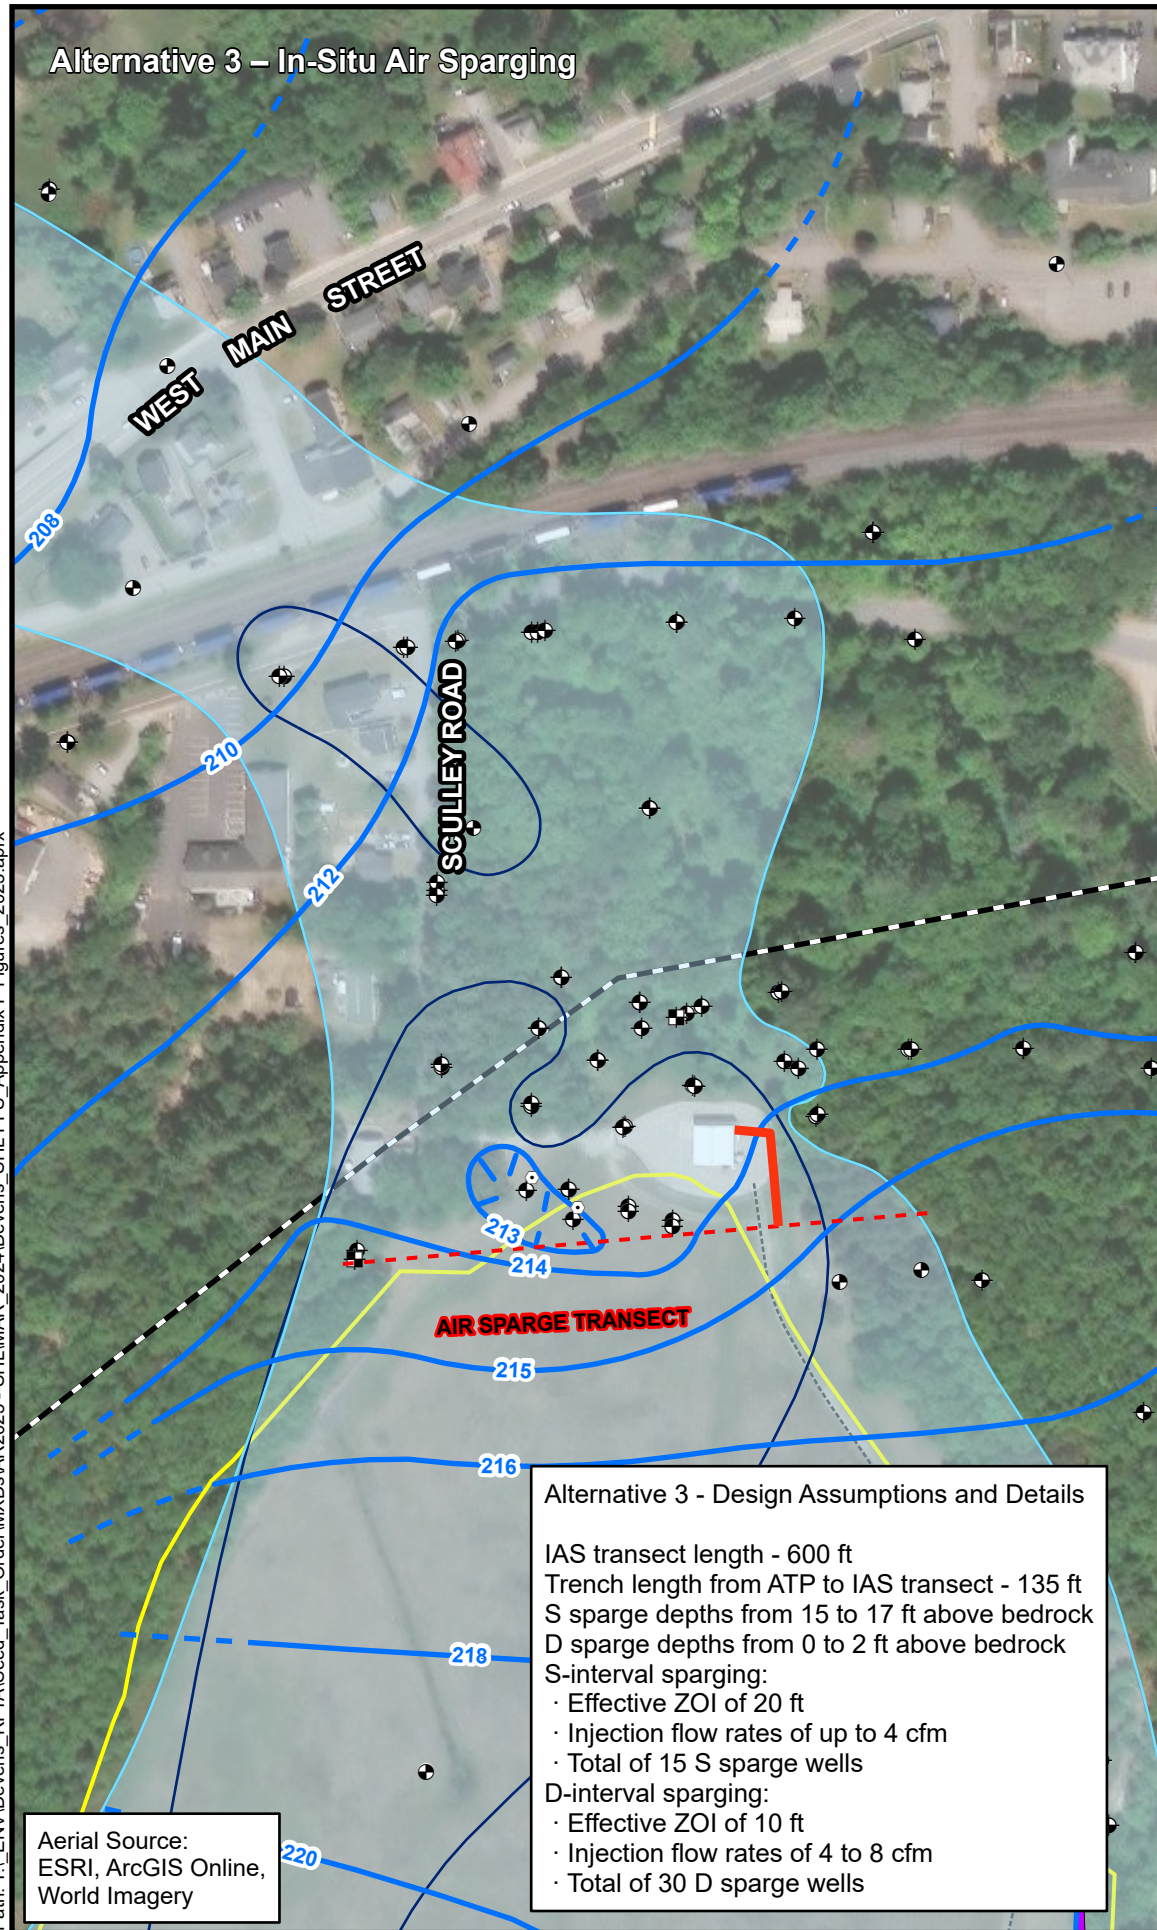 Alternative 3 – In-Situ Air Sparging
WEST MAIN STREET
208
210
SCULLEY ROAD
212
213
214
AIR SPARGE TRANSECT
215
216
218
220
Alternative 3 - Design Assumptions and Details
IAS transect length - 600 ft
Trench length from ATP to IAS transect - 135 ft
S sparge depths from 15 to 17 ft above bedrock
D sparge depths from 0 to 2 ft above bedrock
S-interval sparging:
· Effective ZOI of 20 ft
· Injection flow rates of up to 4 cfm
· Total of 15 S sparge wells
D-interval sparging:
· Effective ZOI of 10 ft
· Injection flow rates of 4 to 8 cfm
· Total of 30 D sparge wells
Aerial Source:
ESRI, ArcGIS Online,
World Imagery